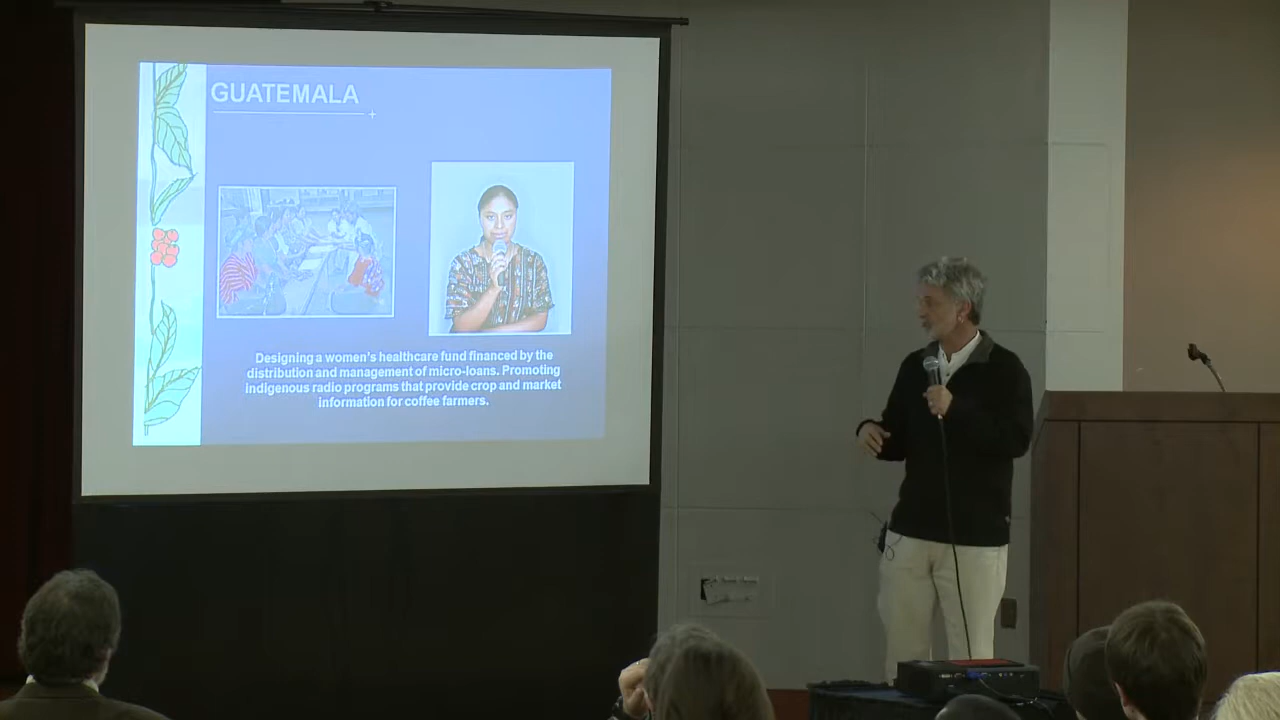 GUATEMALA
Designing a women's healthcare fund financed by the
distribution and management of micro-loans. Promoting
indigenous radio programs that provide crop and market
information for coffee farmers.